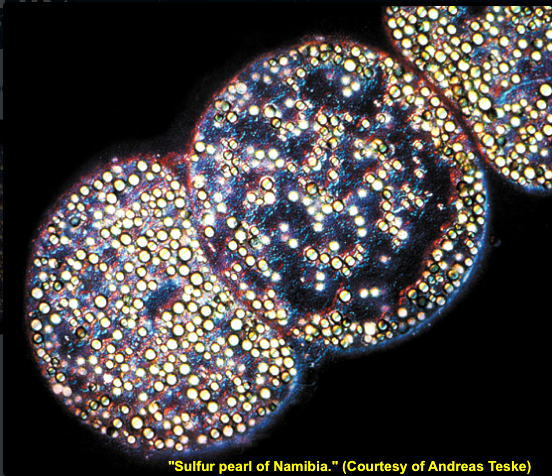 "Sulfur pearl of Namibia." (Courtesy of Andreas Teske)